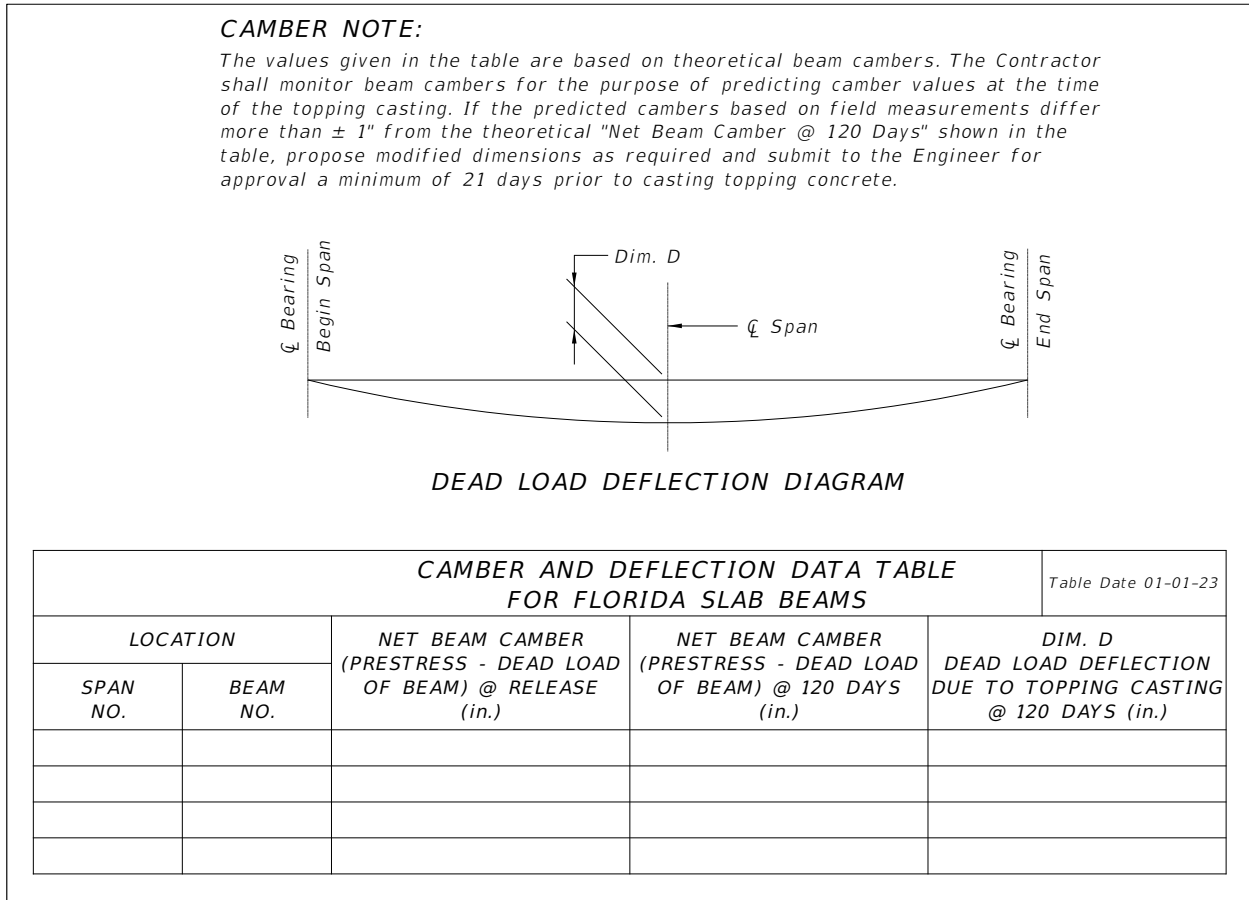 CAMBER NOTE:
The values given in the table are based on theoretical beam cambers. The Contractor
shall monitor beam cambers for the purpose of predicting camber values at the time
of the topping casting. If the predicted cambers based on field measurements differ
more than ± 1" from the theoretical "Net Beam Camber @ 120 Days" shown in the
table, propose modified dimensions as required and submit to the Engineer for
approval a minimum of 21 days prior to casting topping concrete.
℄ Bearing
Begin Span
Dim. D
℄ Span
℄ Bearing
End Span
DEAD LOAD DEFLECTION DIAGRAM
CAMBER AND DEFLECTION DATA TABLE
FOR FLORIDA SLAB BEAMS
Table Date 01-01-23
LOCATION
SPAN
NO.
BEAM
NO.
NET BEAM CAMBER
(PRESTRESS - DEAD LOAD
OF BEAM) @ RELEASE
(in.)
NET BEAM CAMBER
(PRESTRESS - DEAD LOAD
OF BEAM) @ 120 DAYS
(in.)
DIM. D
DEAD LOAD DEFLECTION
DUE TO TOPPING CASTING
@ 120 DAYS (in.)